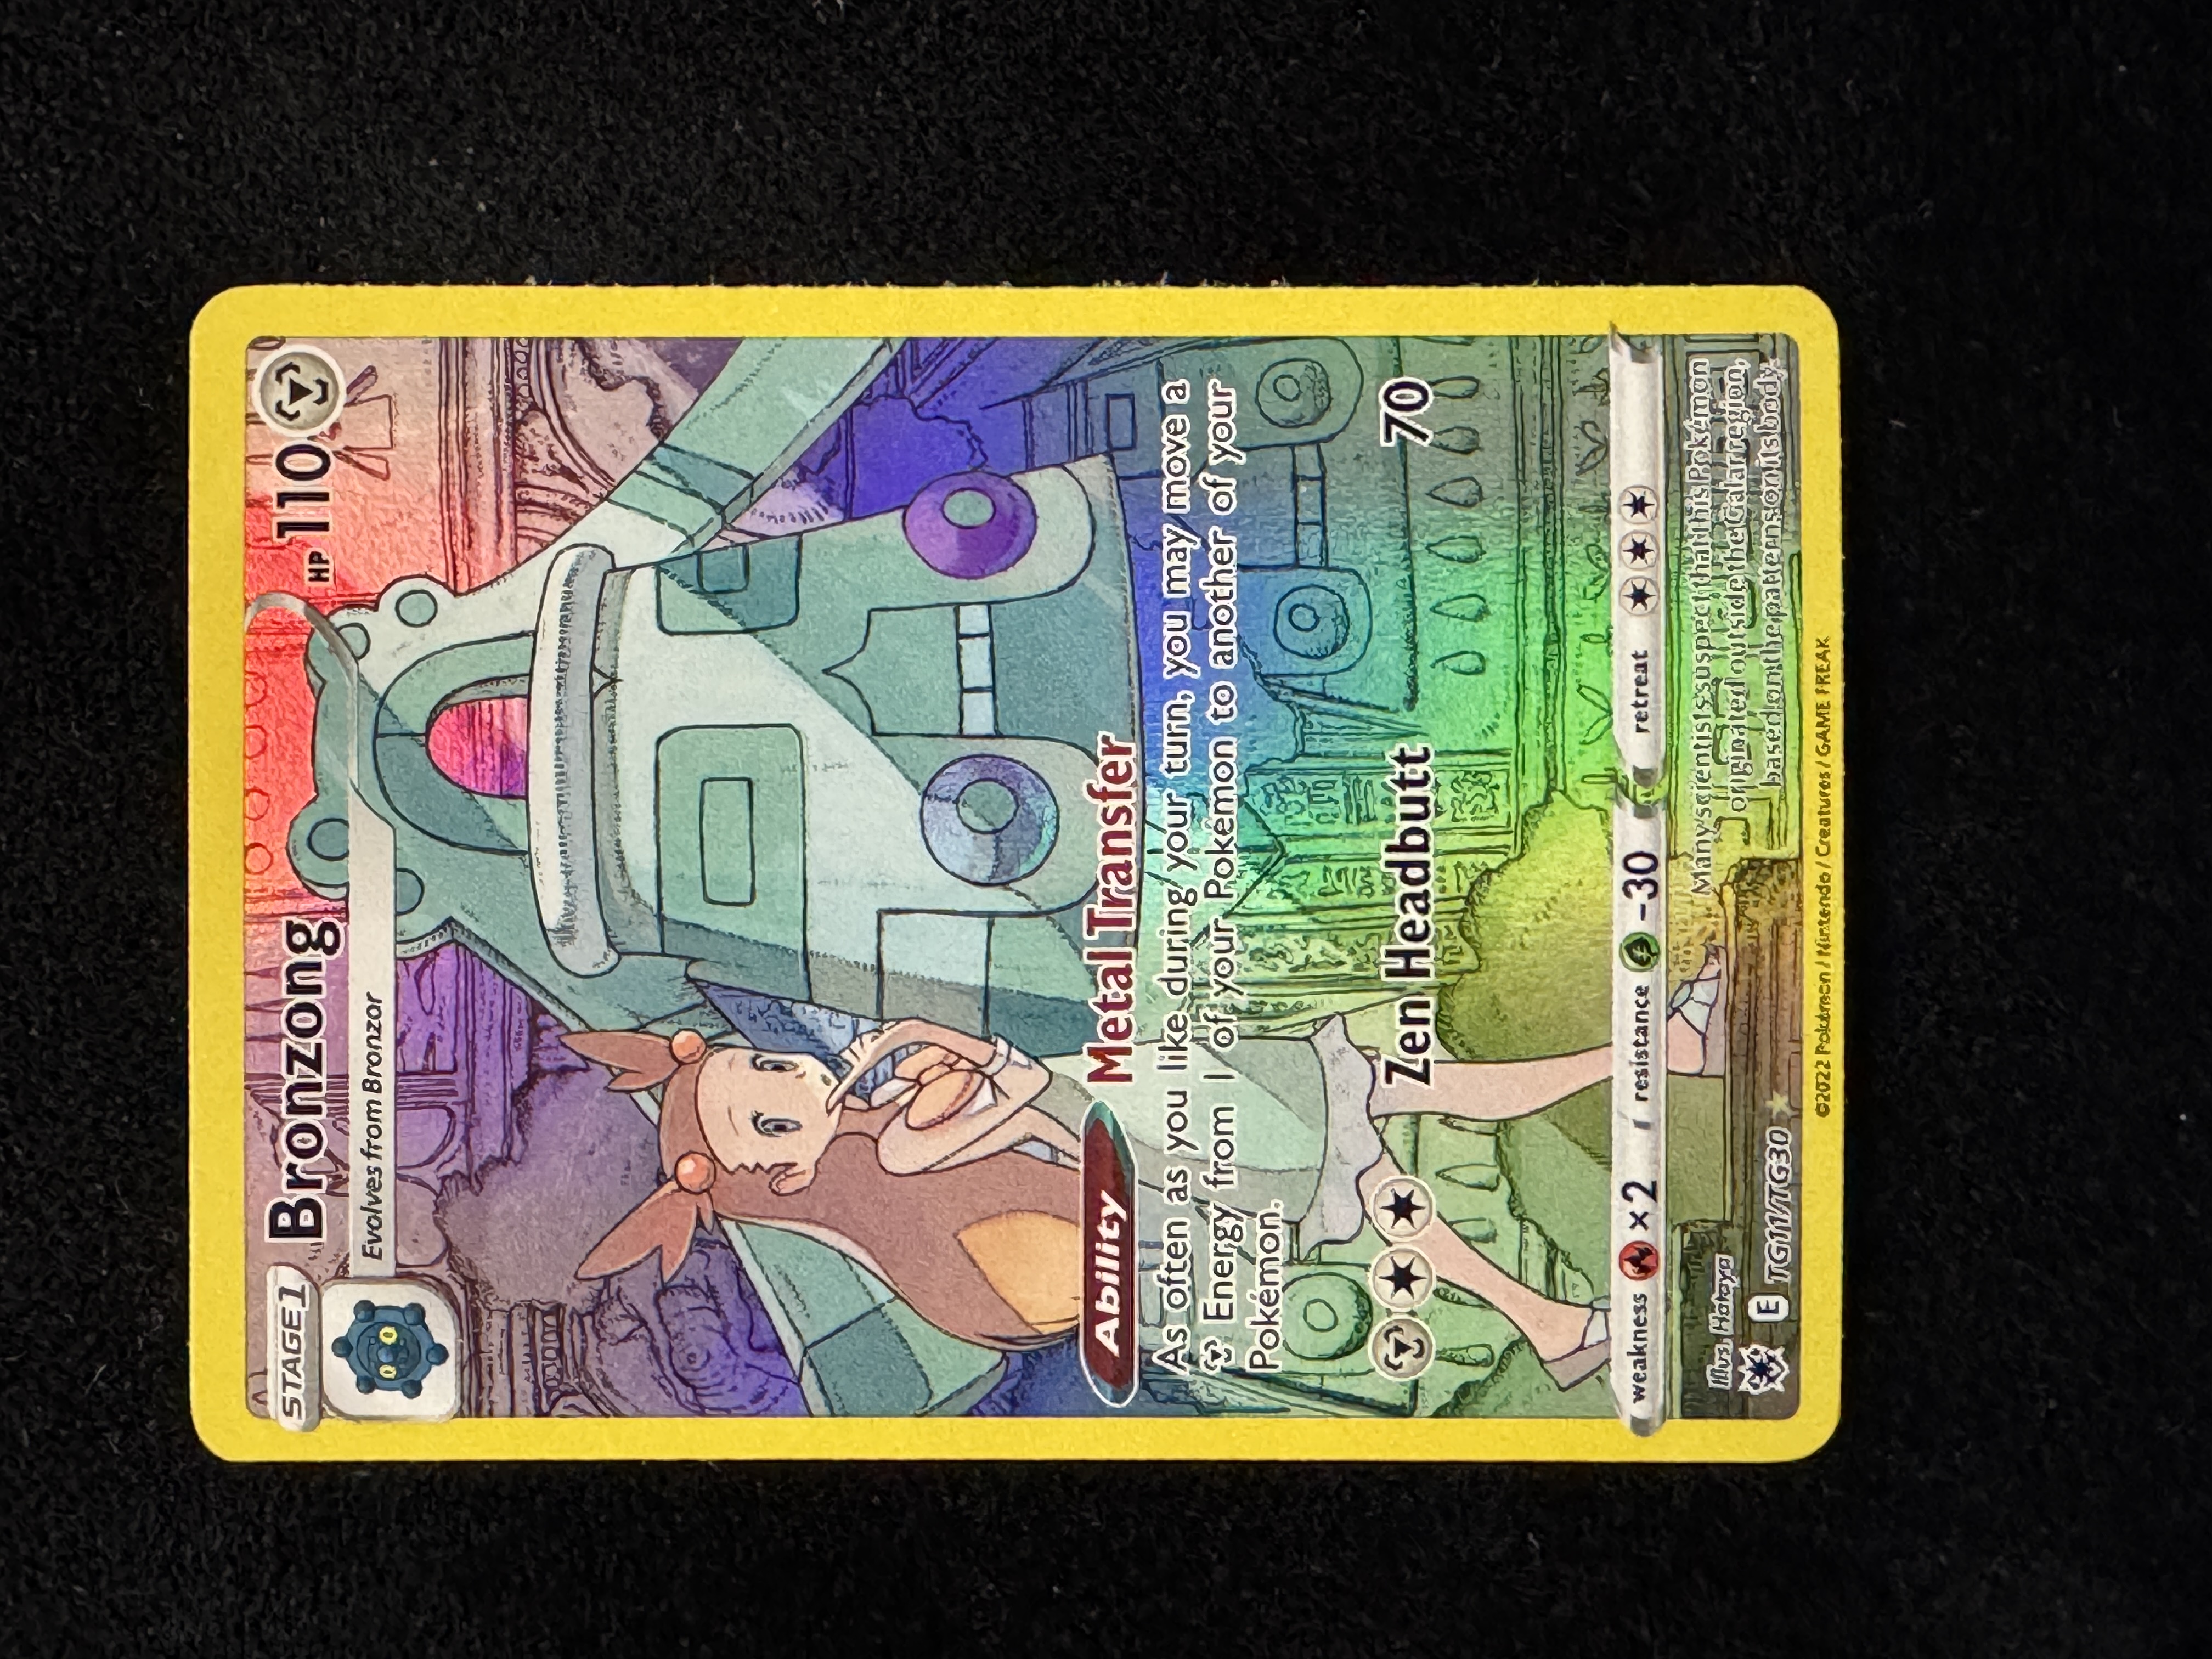 STAGE1
Bronzong
HP 110
Evolves from Bronzor
Ability
Metal Transfer
As often as you like during your turn, you may move a
Energy from 1 of your Pokémon to another of your
Pokémon.
Zen Headbutt 70
weakness ×2 resistance -30 retreat
Illus. Hataya
Many scientists suspect that this Pokémon
originated outside the Galar region,
based on the patterns on its body.
E TG11/TG30 ★
©2022 Pokémon / Nintendo / Creatures / GAME FREAK